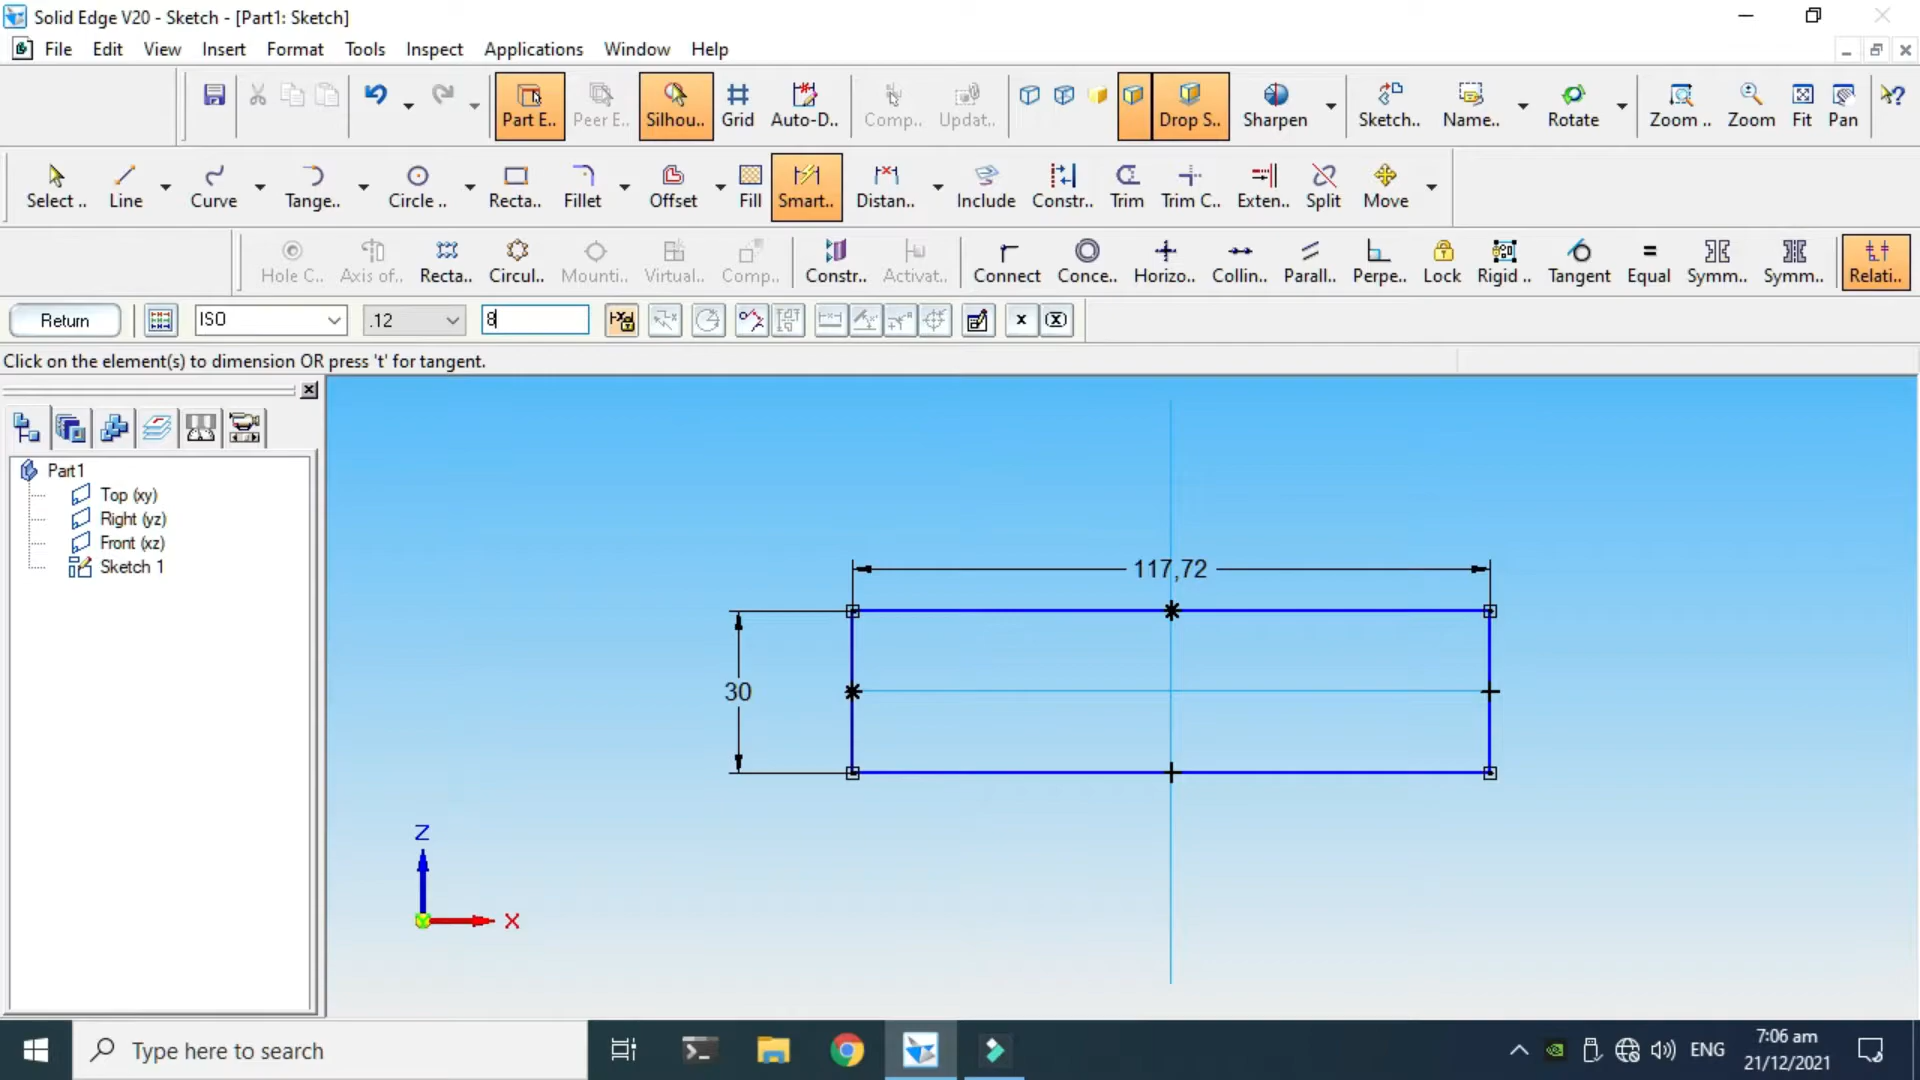 Solid Edge V20 - Sketch - [Part1: Sketch]
File Edit View Insert Format Tools Inspect Applications Window Help
Part E.. Peer E.. Silhou.. Grid Auto-D.. Comp.. Updat.. Drop S.. Sharpen Sketch.. Name.. Rotate Zoom .. Zoom Fit Pan
Select .. Line Curve Tange.. Circle .. Recta.. Fillet Offset Fill Smart.. Distan.. Include Constr.. Trim Trim C.. Exten.. Split Move
Hole C.. Axis of.. Recta.. Circul.. Mounti.. Virtual.. Comp.. Constr.. Activat.. Connect Conce.. Horizo.. Collin.. Parall.. Perpe.. Lock Rigid .. Tangent Equal Symm.. Symm.. Relati..
Return ISO .12 8
Click on the element(s) to dimension OR press 't' for tangent.
Part1
Top (xy)
Right (yz)
Front (xz)
Sketch 1
117,72
30
Z
X
Type here to search
ENG
7:06 am
21/12/2021